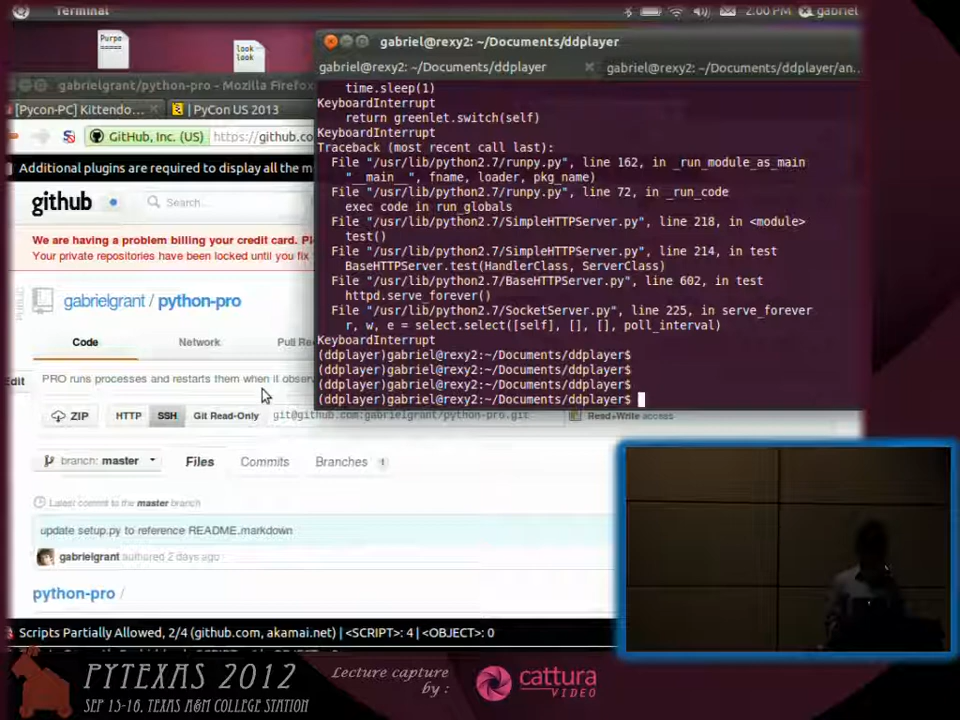 Terminal
2:00 PM gabriel
Purpo
=====
look
look
gabriel@rexy2: ~/Documents/ddplayer
gabriel@rexy2: ~/Documents/ddplayer
gabriel@rexy2: ~/Documents/ddplayer/an...
time.sleep(1)
KeyboardInterrupt
return greenlet.switch(self)
KeyboardInterrupt
Traceback (most recent call last):
File "/usr/lib/python2.7/runpy.py", line 162, in _run_module_as_main
"__main__", fname, loader, pkg_name)
File "/usr/lib/python2.7/runpy.py", line 72, in _run_code
exec code in run_globals
File "/usr/lib/python2.7/SimpleHTTPServer.py", line 218, in <module>
test()
File "/usr/lib/python2.7/SimpleHTTPServer.py", line 214, in test
BaseHTTPServer.test(HandlerClass, ServerClass)
File "/usr/lib/python2.7/BaseHTTPServer.py", line 602, in test
httpd.serve_forever()
File "/usr/lib/python2.7/SocketServer.py", line 225, in serve_forever
r, w, e = select.select([self], [], [], poll_interval)
KeyboardInterrupt
(ddplayer)gabriel@rexy2:~/Documents/ddplayer$
(ddplayer)gabriel@rexy2:~/Documents/ddplayer$
(ddplayer)gabriel@rexy2:~/Documents/ddplayer$
(ddplayer)gabriel@rexy2:~/Documents/ddplayer$
gabrielgrant/python-pro - Mozilla Firefox
[Pycon-PC] Kittendo...
PyCon US 2013
GitHub, Inc. (US)
https://github.co
Additional plugins are required to display all the m
github
Search...
We are having a problem billing your credit card. Pl
Your private repositories have been locked until you fix
gabrielgrant / python-pro
Code
Network
Pull Re
Edit
PRO runs processes and restarts them when it observ
ZIP
HTTP
SSH
Git Read-Only
git@github.com:gabrielgrant/python-pro.git
Read+Write access
branch: master
Files
Commits
Branches 1
Latest commit to the master branch
update setup.py to reference README.markdown
gabrielgrant authored 2 days ago
python-pro /
Scripts Partially Allowed, 2/4 (github.com, akamai.net) | <SCRIPT>: 4 | <OBJECT>: 0
PYTEXAS 2012
SEP 15-16, TEXAS A&M COLLEGE STATION
Lecture capture
by :
cattura
VIDEO